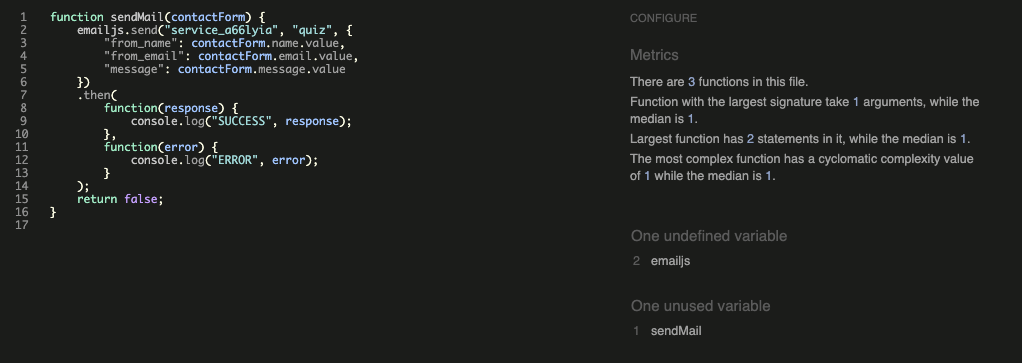 1 function sendMail(contactForm) {
2 emailjs.send("service_a66lyia", "quiz", {
3 "from_name": contactForm.name.value,
4 "from_email": contactForm.email.value,
5 "message": contactForm.message.value
6 })
7 .then(
8 function(response) {
9 console.log("SUCCESS", response);
10 },
11 function(error) {
12 console.log("ERROR", error);
13 }
14 );
15 return false;
16 }
17
CONFIGURE
Metrics
There are 3 functions in this file.
Function with the largest signature take 1 arguments, while the
median is 1.
Largest function has 2 statements in it, while the median is 1.
The most complex function has a cyclomatic complexity value
of 1 while the median is 1.
One undefined variable
2 emailjs
One unused variable
1 sendMail